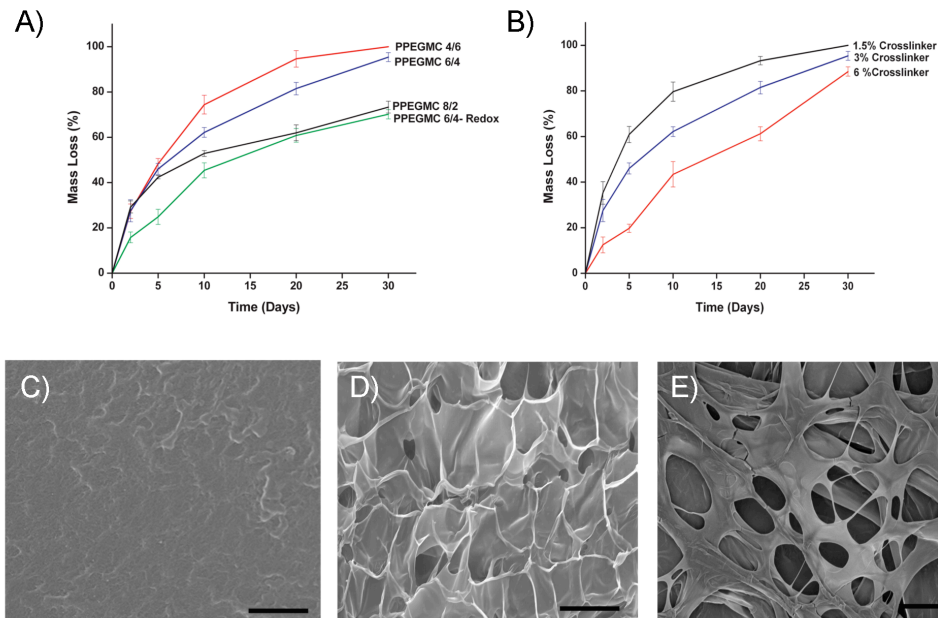 A)
PPEGMC 4/6
PPEGMC 6/4
PPEGMC 8/2
PPEGMC 6/4- Redox
Mass Loss (%)
100
80
60
40
20
0
0 5 10 15 20 25 30
Time (Days)
B)
1.5% Crosslinker
3% Crosslinker
6 %Crosslinker
Mass Loss (%)
100
80
60
40
20
0
0 5 10 15 20 25 30
Time (Days)
C)
D)
E)